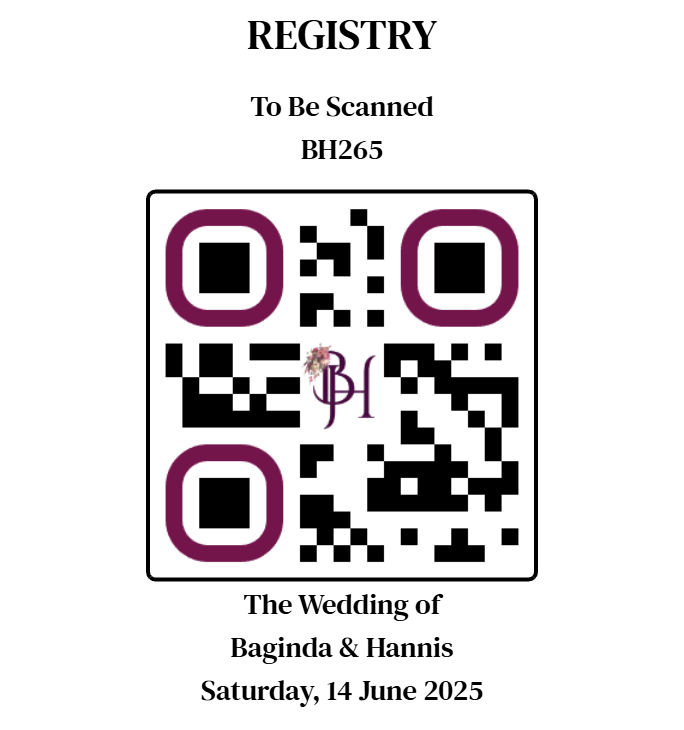 REGISTRY
To Be Scanned
BH265
BH
The Wedding of
Baginda & Hannis
Saturday, 14 June 2025